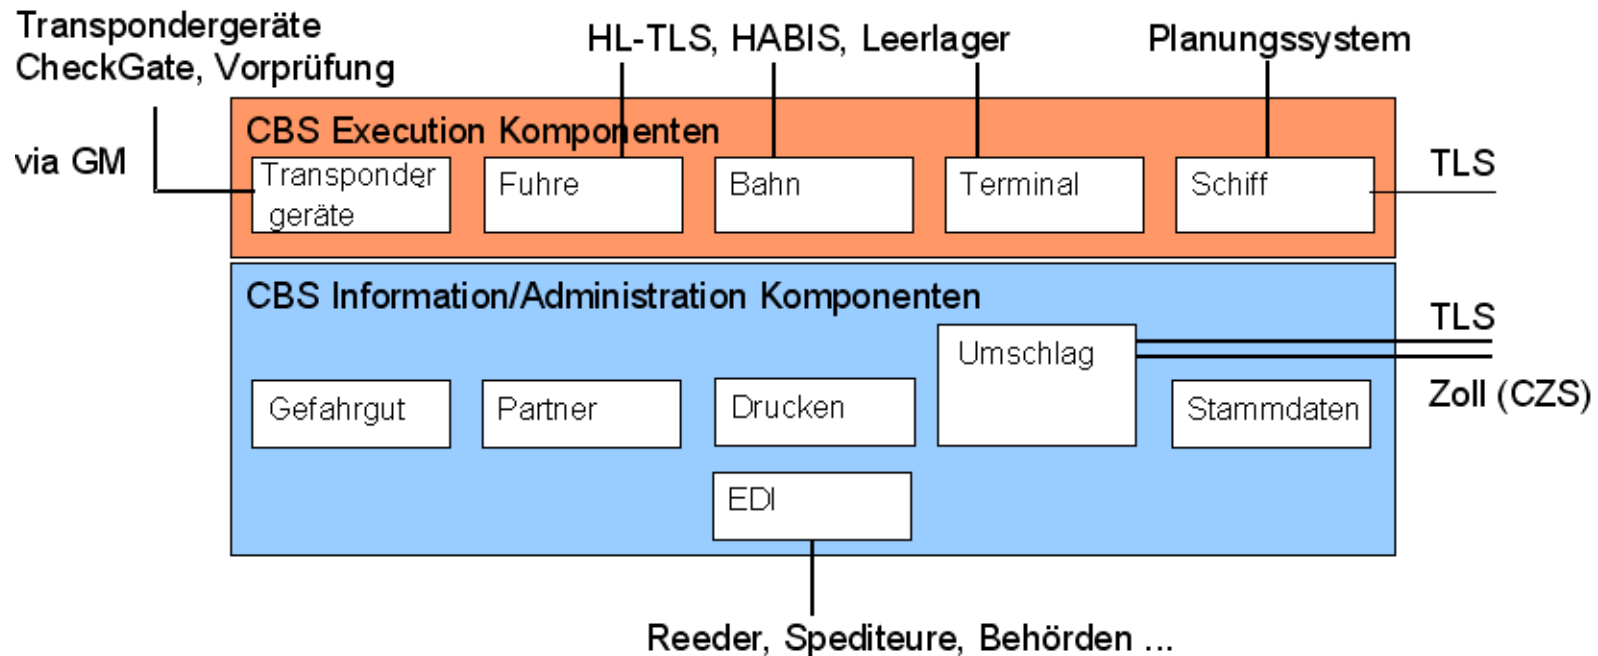 Transpondergeräte
CheckGate, Vorprüfung
HL-TLS, HABIS, Leerlager
Planungssystem
via GM
CBS Execution Komponenten
Transponder
geräte
Fuhre
Bahn
Terminal
Schiff
TLS
CBS Information/Administration Komponenten
Umschlag
TLS
Zoll (CZS)
Gefahrgut
Partner
Drucken
Stammdaten
EDI
Reeder, Spediteure, Behörden ...